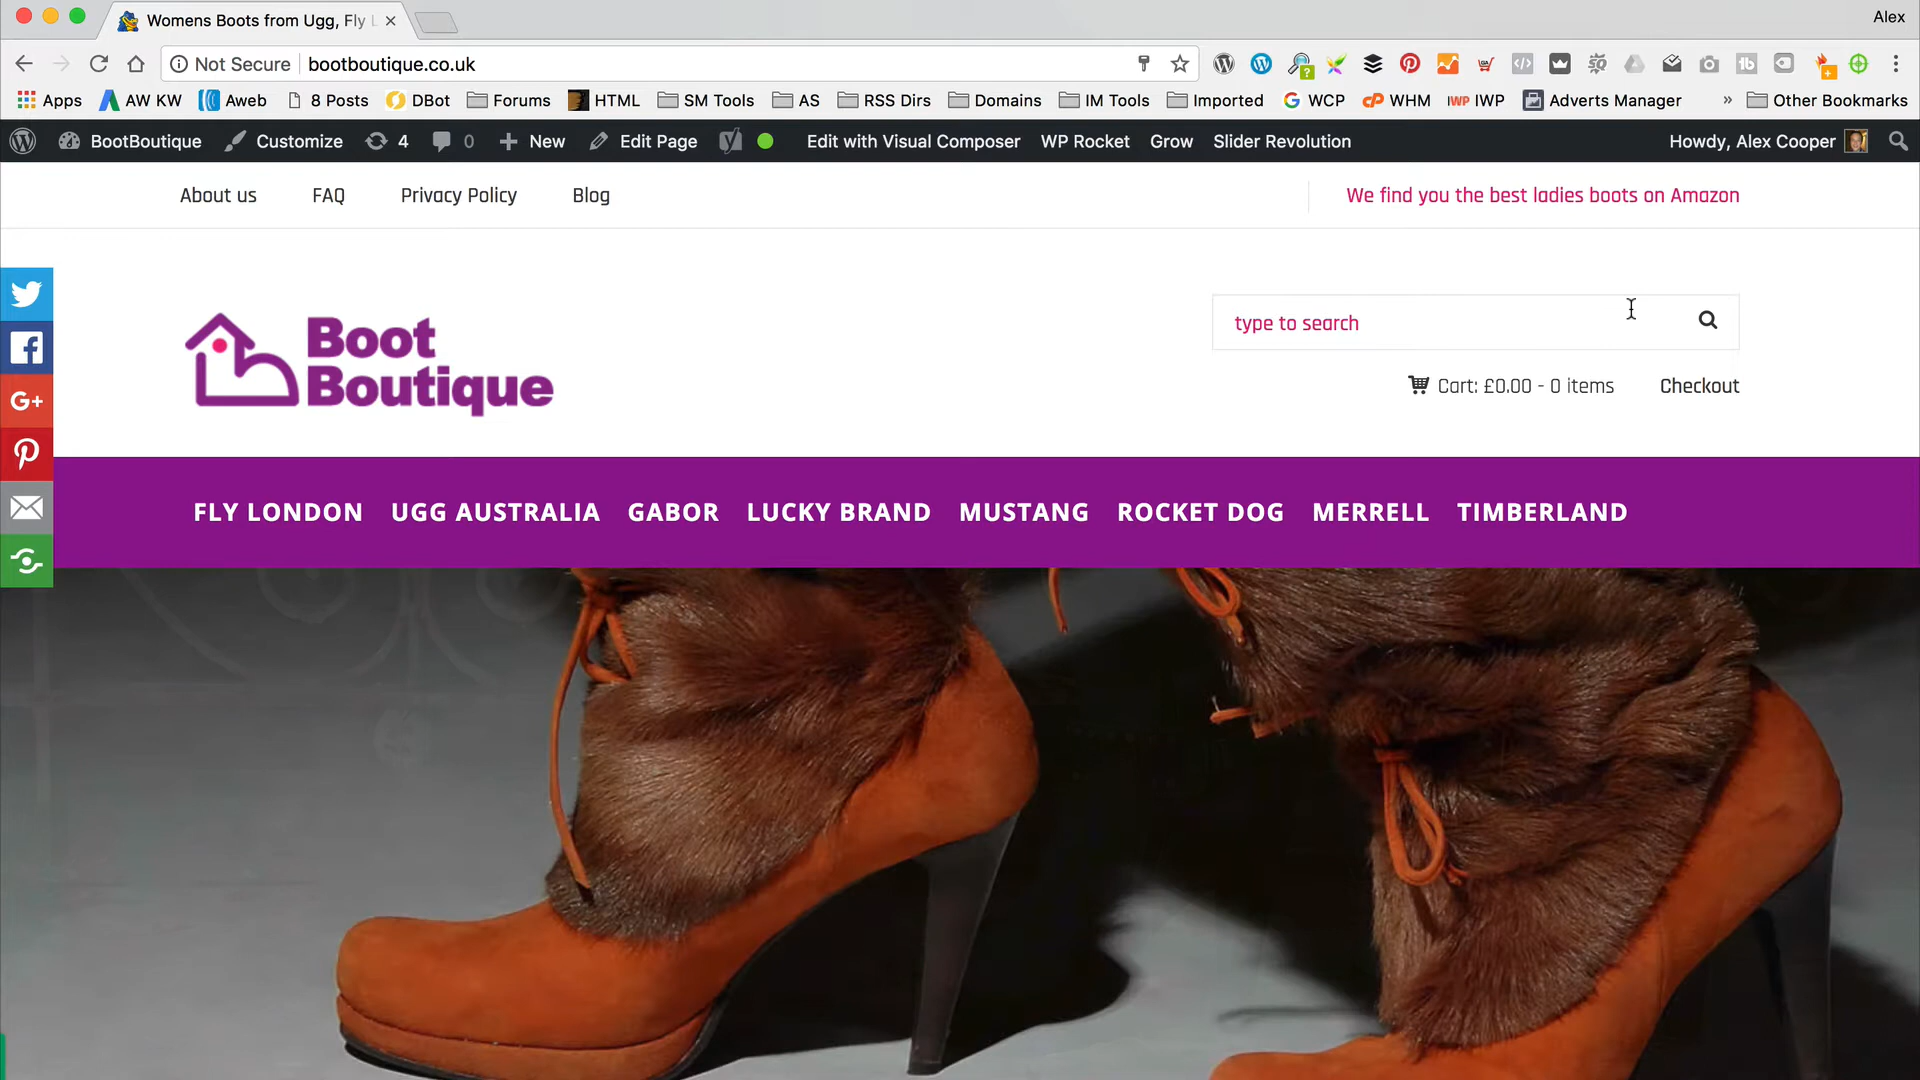 Womens Boots from Ugg, Fly L
Alex
Not Secure bootboutique.co.uk
Apps AW KW Aweb 8 Posts DBot Forums HTML SM Tools AS RSS Dirs Domains IM Tools Imported WCP WHM IWP IWP Adverts Manager » Other Bookmarks
BootBoutique Customize 4 0 New Edit Page Edit with Visual Composer WP Rocket Grow Slider Revolution Howdy, Alex Cooper
About us FAQ Privacy Policy Blog We find you the best ladies boots on Amazon
Boot
Boutique
type to search
Cart: £0.00 - 0 items Checkout
G+
FLY LONDON UGG AUSTRALIA GABOR LUCKY BRAND MUSTANG ROCKET DOG MERRELL TIMBERLAND